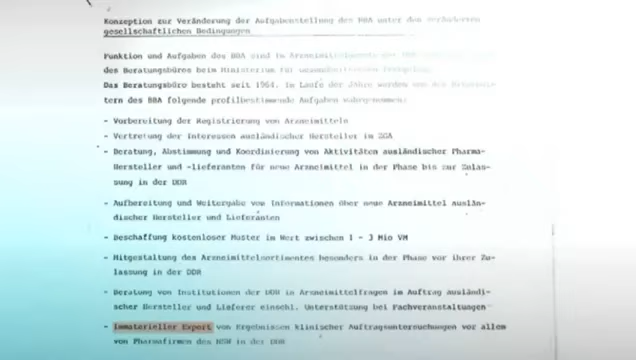 Konzeption zur Veränderung der Aufgabenstellung des BBA unter den veränderten
gesellschaftlichen Bedingungen
Funktion und Aufgaben des BBA sind in
des Beratungsbüros beim Ministerium für
Das Beratungsbüro besteht seit 1964. Im Laufe der Jahre wurden von den
tern des BBA folgende profilbestimmende Aufgaben wahrgenommen:
- Vorbereitung der Registrierung von Arzneimitteln
- Vertretung der Interessen ausländischer Hersteller im ZGA
- Beratung, Abstimmung und Koordinierung von Aktivitäten ausländischer Pharma-
Hersteller und -lieferanten für neue Arzneimittel in der Phase bis zur Zulas-
sung in der DDR
- Aufbereitung und Weitergabe von Informationen über neue Arzneimittel auslän-
discher Hersteller und Lieferanten
- Beschaffung kostenloser Muster im Wert zwischen 1 - 3 Mio VM
- Mitgestaltung des Arzneimittelsortimentes besonders in der Phase vor ihrer Zu-
lassung in der DDR
- Beratung von Institutionen der DDR in Arzneimittelfragen im Auftrag ausländi-
scher Hersteller und Lieferer einschl. Unterstützung bei Fachveranstaltungen
- Immaterieller Export von Ergebnissen klinischer Auftragsuntersuchungen vor allem
von Pharmafirmen des NSW in der DDR